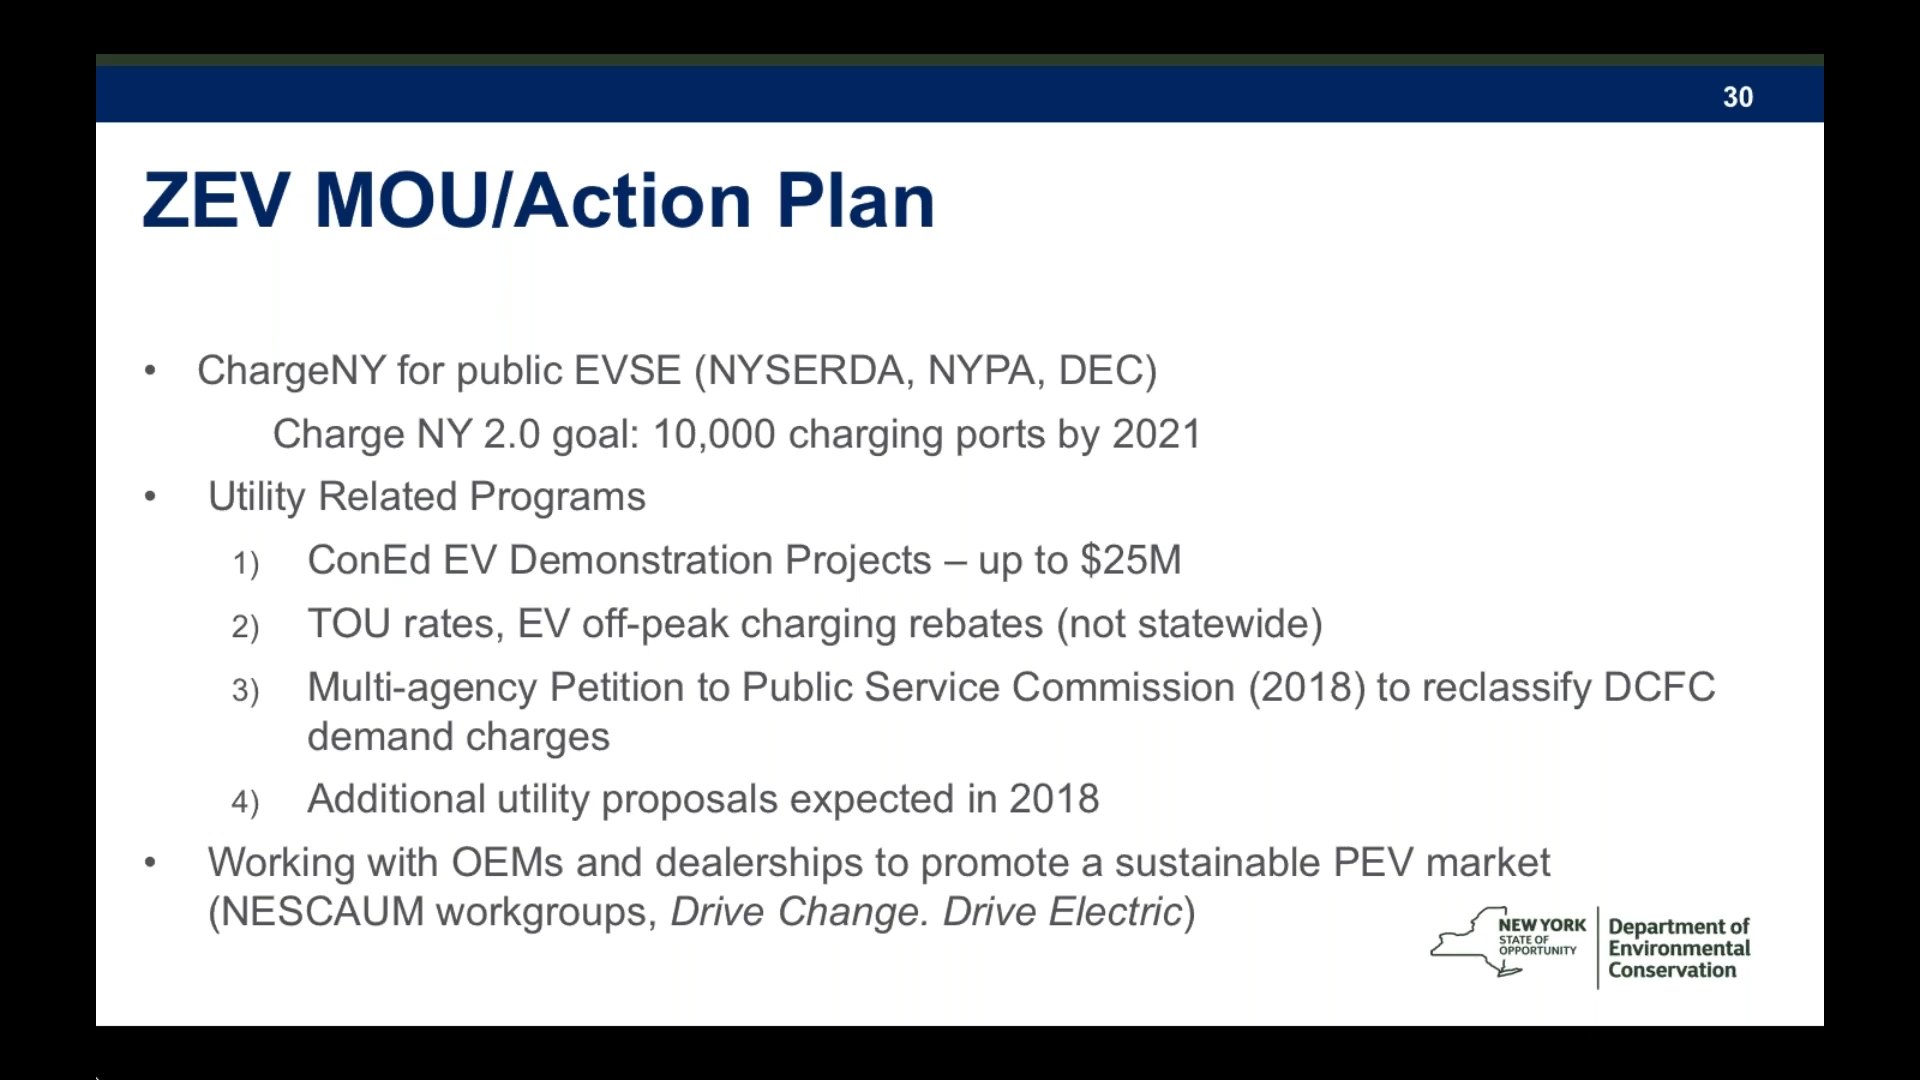 30
ZEV MOU/Action Plan
• ChargeNY for public EVSE (NYSERDA, NYPA, DEC)
Charge NY 2.0 goal: 10,000 charging ports by 2021
• Utility Related Programs
1) ConEd EV Demonstration Projects – up to $25M
2) TOU rates, EV off-peak charging rebates (not statewide)
3) Multi-agency Petition to Public Service Commission (2018) to reclassify DCFC
demand charges
4) Additional utility proposals expected in 2018
• Working with OEMs and dealerships to promote a sustainable PEV market
(NESCAUM workgroups, Drive Change. Drive Electric)
NEW YORK
STATE OF
OPPORTUNITY
Department of
Environmental
Conservation